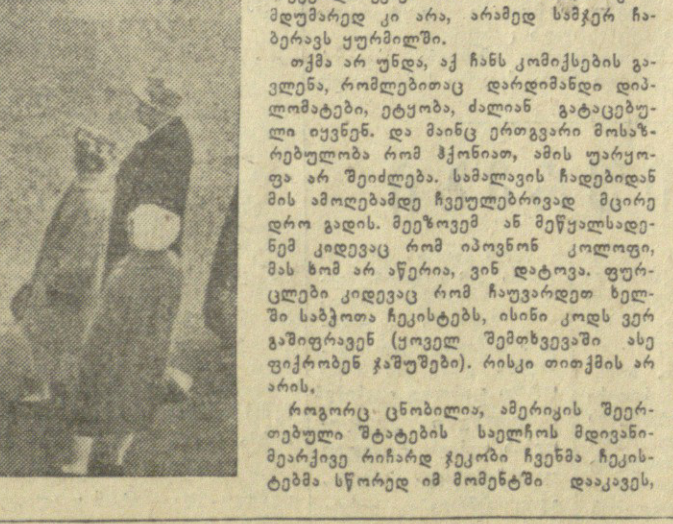 მდუმარედ კი არა, არამედ სამჯერ ჩა-
ბერავს ყურმილში.
თქმა არ უნდა, აქ ჩანს კომიქსების გა-
ვლენა, რომლებითაც დარდიმანდი დიპ-
ლომატები, ეტყობა, ძალიან გატაცებუ-
ლი იყვნენ. და მაინც ერთგვარი მოსაზ-
რებულობა რომ ჰქონიათ, ამის უარყო-
ფა არ შეიძლება. სამალავის ჩადებიდან
მის ამოღებამდე ჩვეულებრივად მცირე
დრო გადის. მეეზოვემ ან მეწყალსადე-
ნემ კიდევაც რომ იპოვნონ კოლოფი,
მას ხომ არ აწერია, ვინ დატოვა. ფურ-
ცლები კიდევაც რომ ჩაუვარდეთ ხელ-
ში საბჭოთა ჩეკისტებს, ისინი კოდს ვერ
გაშიფრავენ (ყოველ შემთხვევაში ასე
ფიქრობენ ჯაშუშები). რისკი თითქმის არ
არის.
როგორც ცნობილია, ამერიკის შეერ-
თებული შტატების საელჩოს მდივანი-
მეარქივე რიჩარდ ჯეკობი ჩვენმა ჩეკის-
ტებმა სწორედ იმ მომენტში დააკავეს,